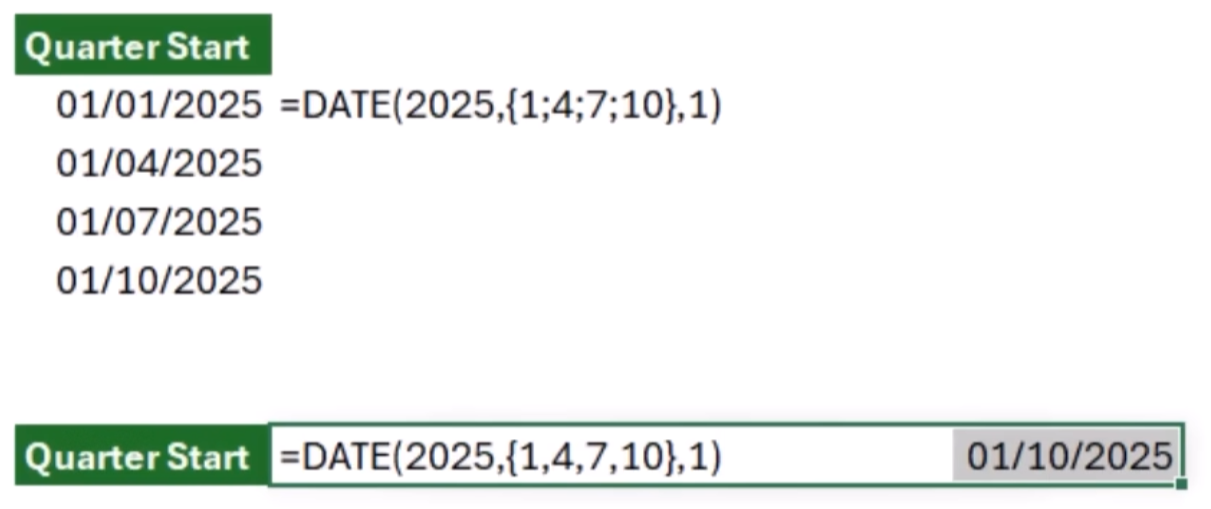 Quarter Start
01/01/2025 =DATE(2025,{1;4;7;10},1)
01/04/2025
01/07/2025
01/10/2025
Quarter Start =DATE(2025,{1,4,7,10},1) 01/10/2025